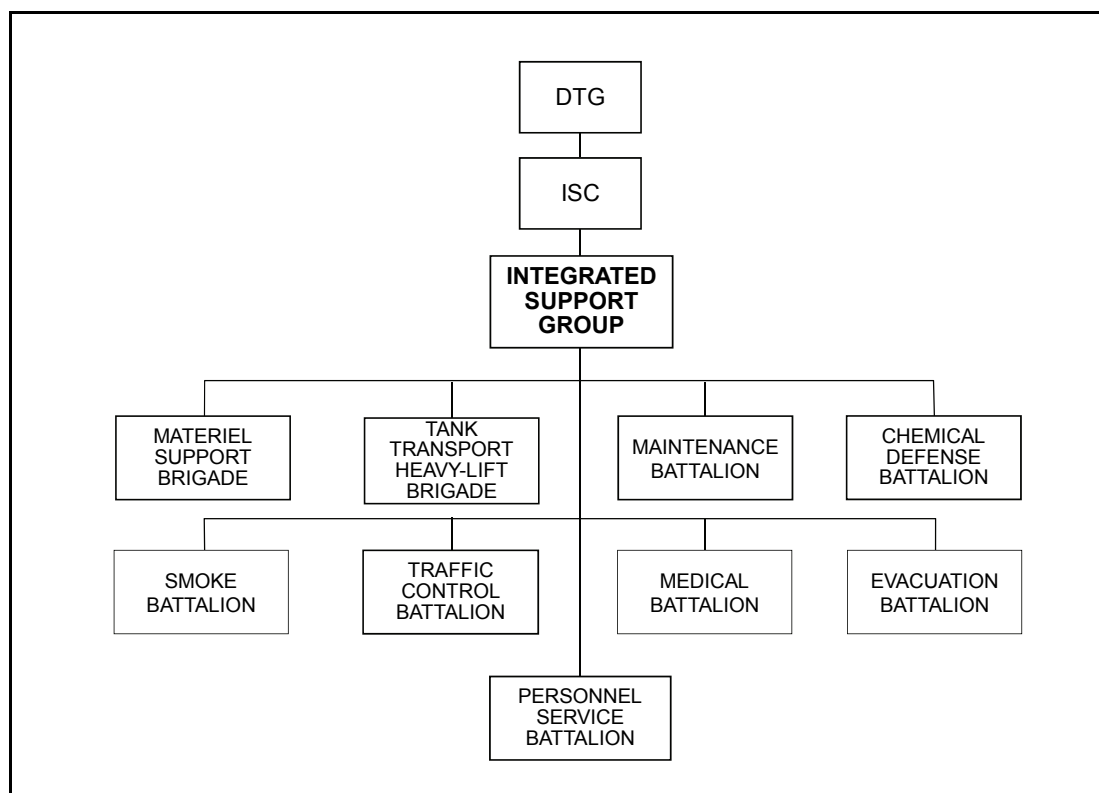 DTG
ISC
INTEGRATED
SUPPORT
GROUP
MATERIEL
SUPPORT
BRIGADE
TANK
TRANSPORT
HEAVY-LIFT
BRIGADE
MAINTENANCE
BATTALION
CHEMICAL
DEFENSE
BATTALION
SMOKE
BATTALION
TRAFFIC
CONTROL
BATTALION
MEDICAL
BATTALION
EVACUATION
BATTALION
PERSONNEL
SERVICE
BATTALION